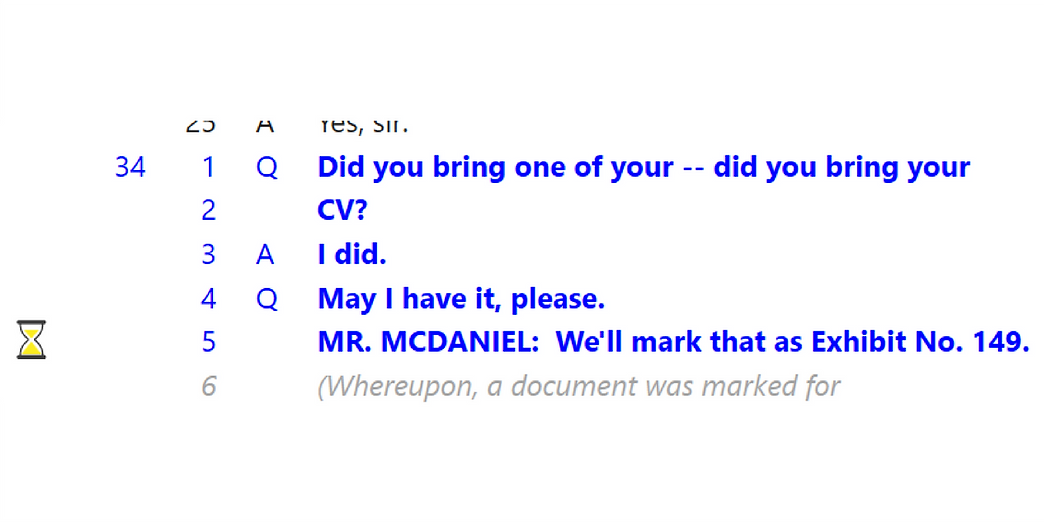 25 A Yes, sir.
34 1 Q Did you bring one of your -- did you bring your
2 CV?
3 A I did.
4 Q May I have it, please.
5 MR. MCDANIEL:  We'll mark that as Exhibit No. 149.
6 (Whereupon, a document was marked for